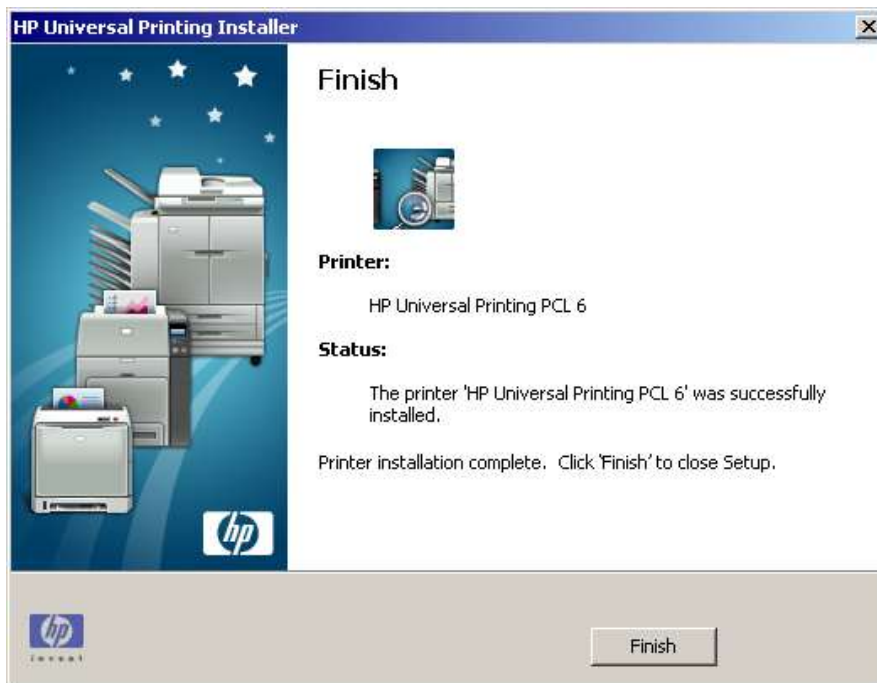 HP Universal Printing Installer
Finish
Printer:
HP Universal Printing PCL 6
Status:
The printer 'HP Universal Printing PCL 6' was successfully
installed.
Printer installation complete.  Click 'Finish' to close Setup.
hp
hp
invent
Finish